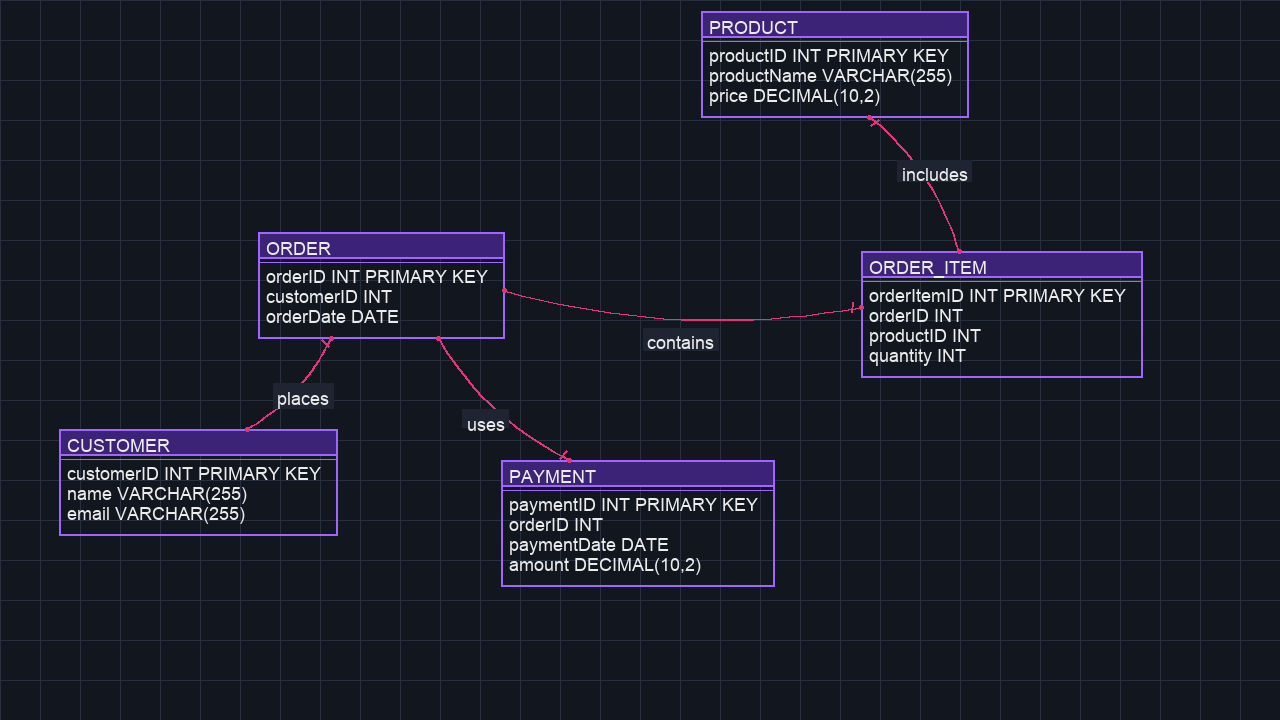 PRODUCT
productID INT PRIMARY KEY
productName VARCHAR(255)
price DECIMAL(10,2)
includes
ORDER
orderID INT PRIMARY KEY
customerID INT
orderDate DATE
ORDER_ITEM
orderItemID INT PRIMARY KEY
orderID INT
productID INT
quantity INT
contains
places
uses
CUSTOMER
customerID INT PRIMARY KEY
name VARCHAR(255)
email VARCHAR(255)
PAYMENT
paymentID INT PRIMARY KEY
orderID INT
paymentDate DATE
amount DECIMAL(10,2)